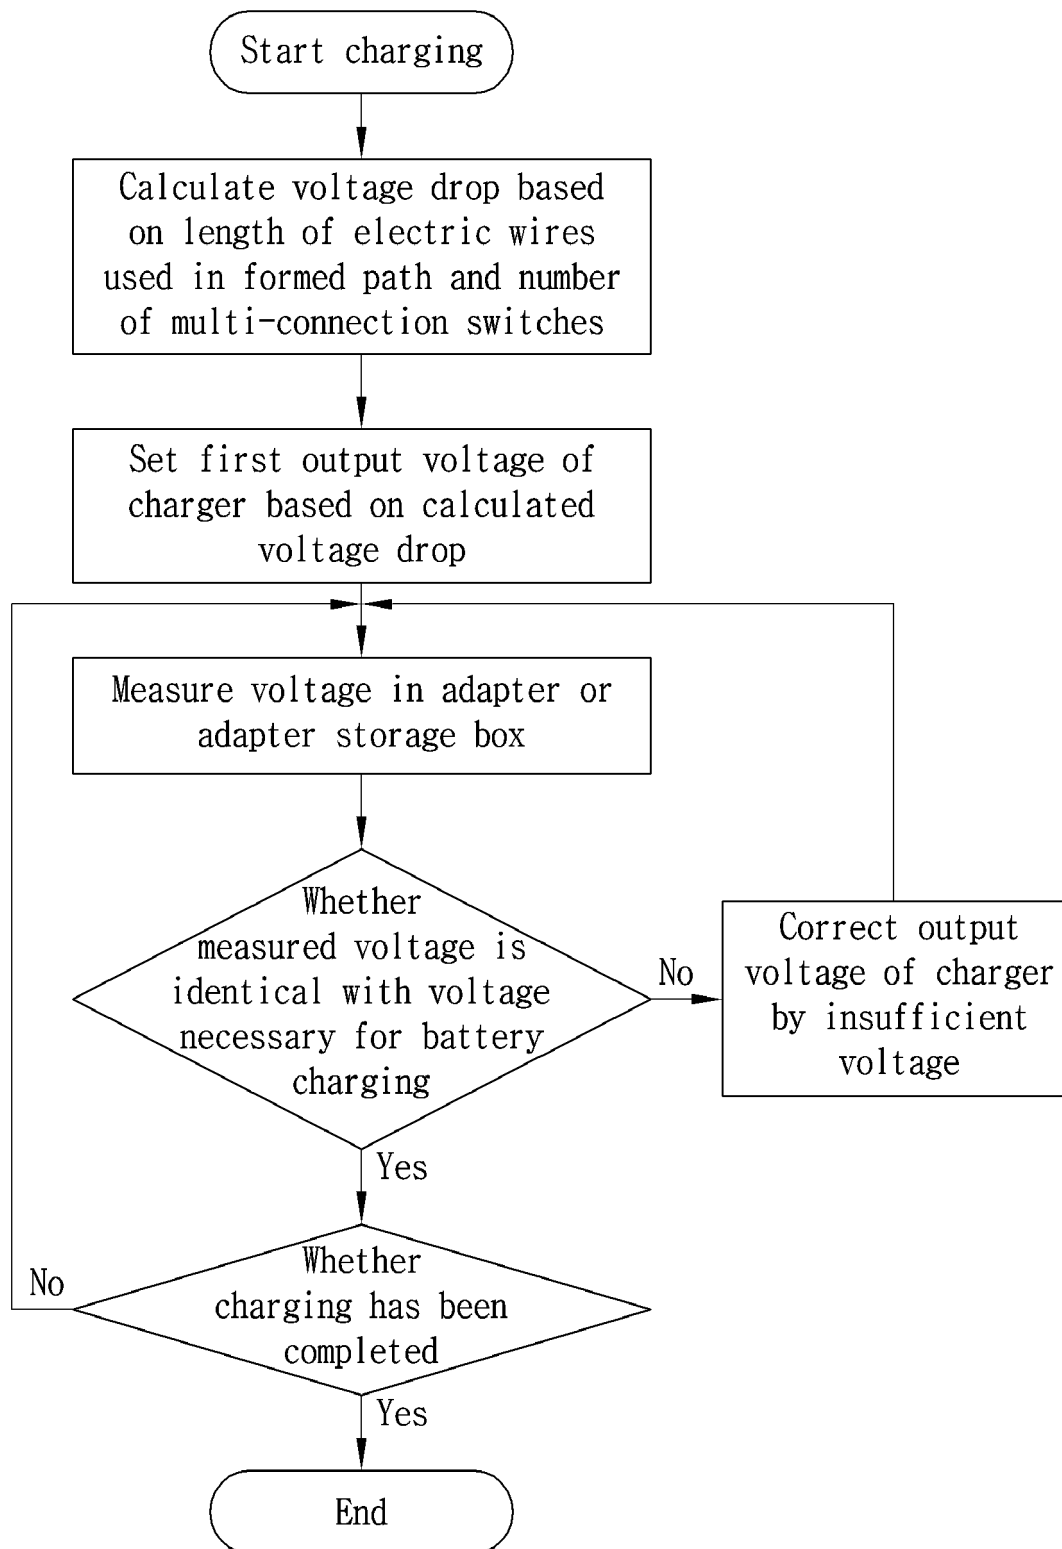 Start charging
Calculate voltage drop based
on length of electric wires
used in formed path and number
of multi-connection switches
Set first output voltage of
charger based on calculated
voltage drop
Measure voltage in adapter or
adapter storage box
Whether
measured voltage is
identical with voltage
necessary for battery
charging
No
Correct output
voltage of charger
by insufficient
voltage
Yes
Whether
charging has been
completed
No
Yes
End